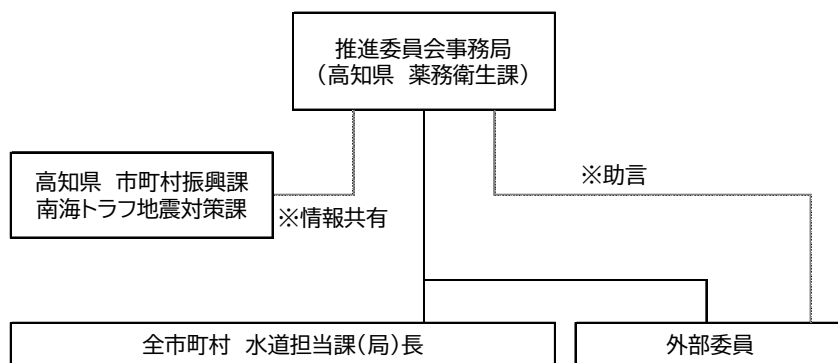 推進委員会事務局
（高知県　薬務衛生課）
高知県　市町村振興課
南海トラフ地震対策課
※情報共有
※助言
全市町村　水道担当課(局)長
外部委員